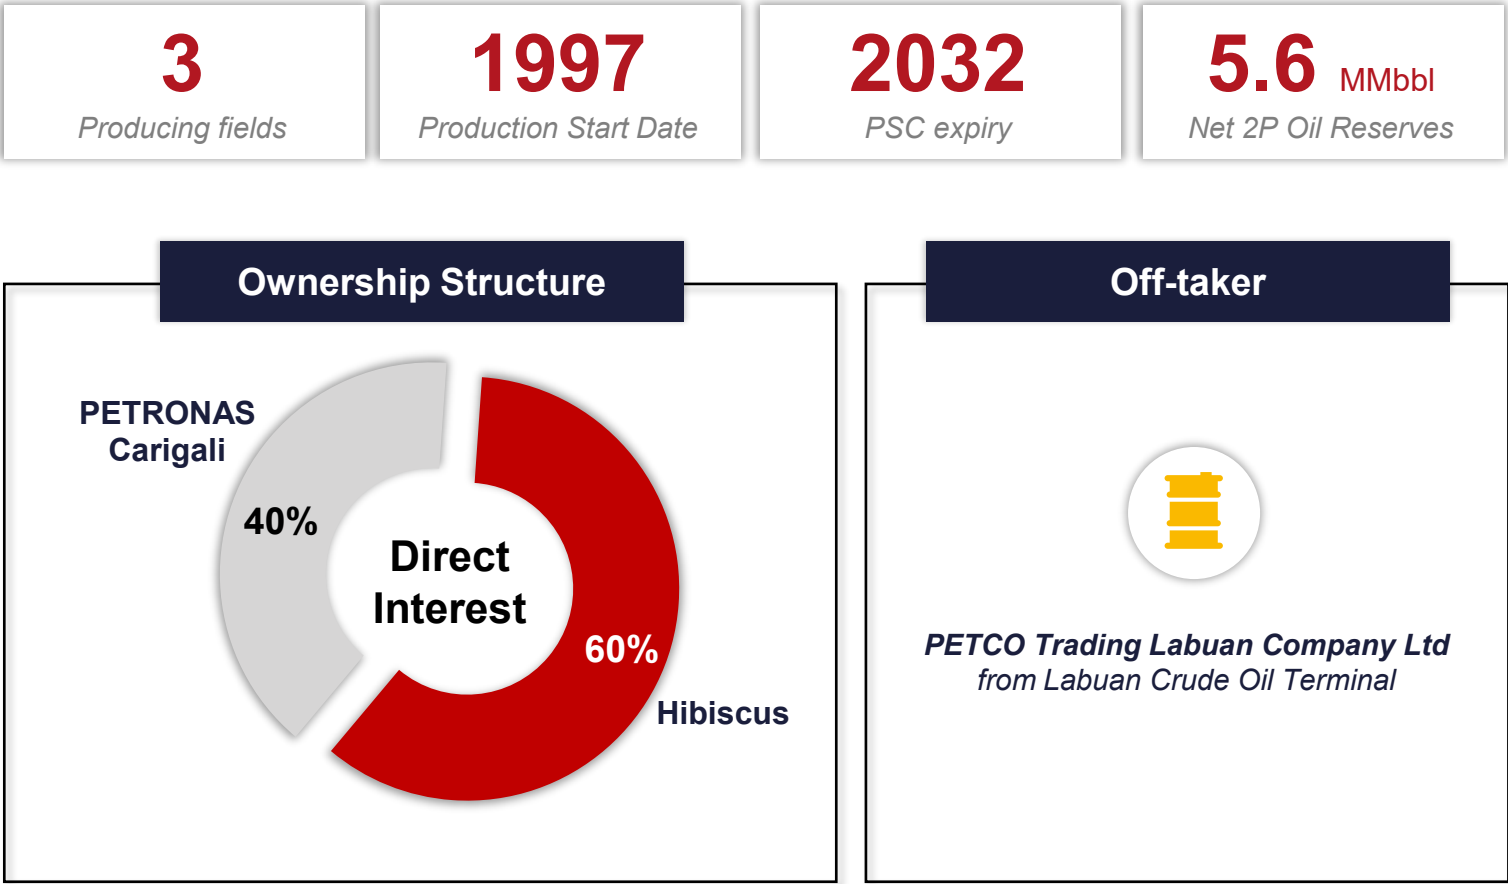 3
Producing fields
1997
Production Start Date
2032
PSC expiry
5.6 MMbbl
Net 2P Oil Reserves
Ownership Structure
PETRONAS
Carigali
40%
Direct
Interest
60%
Hibiscus
Off-taker
PETCO Trading Labuan Company Ltd
from Labuan Crude Oil Terminal